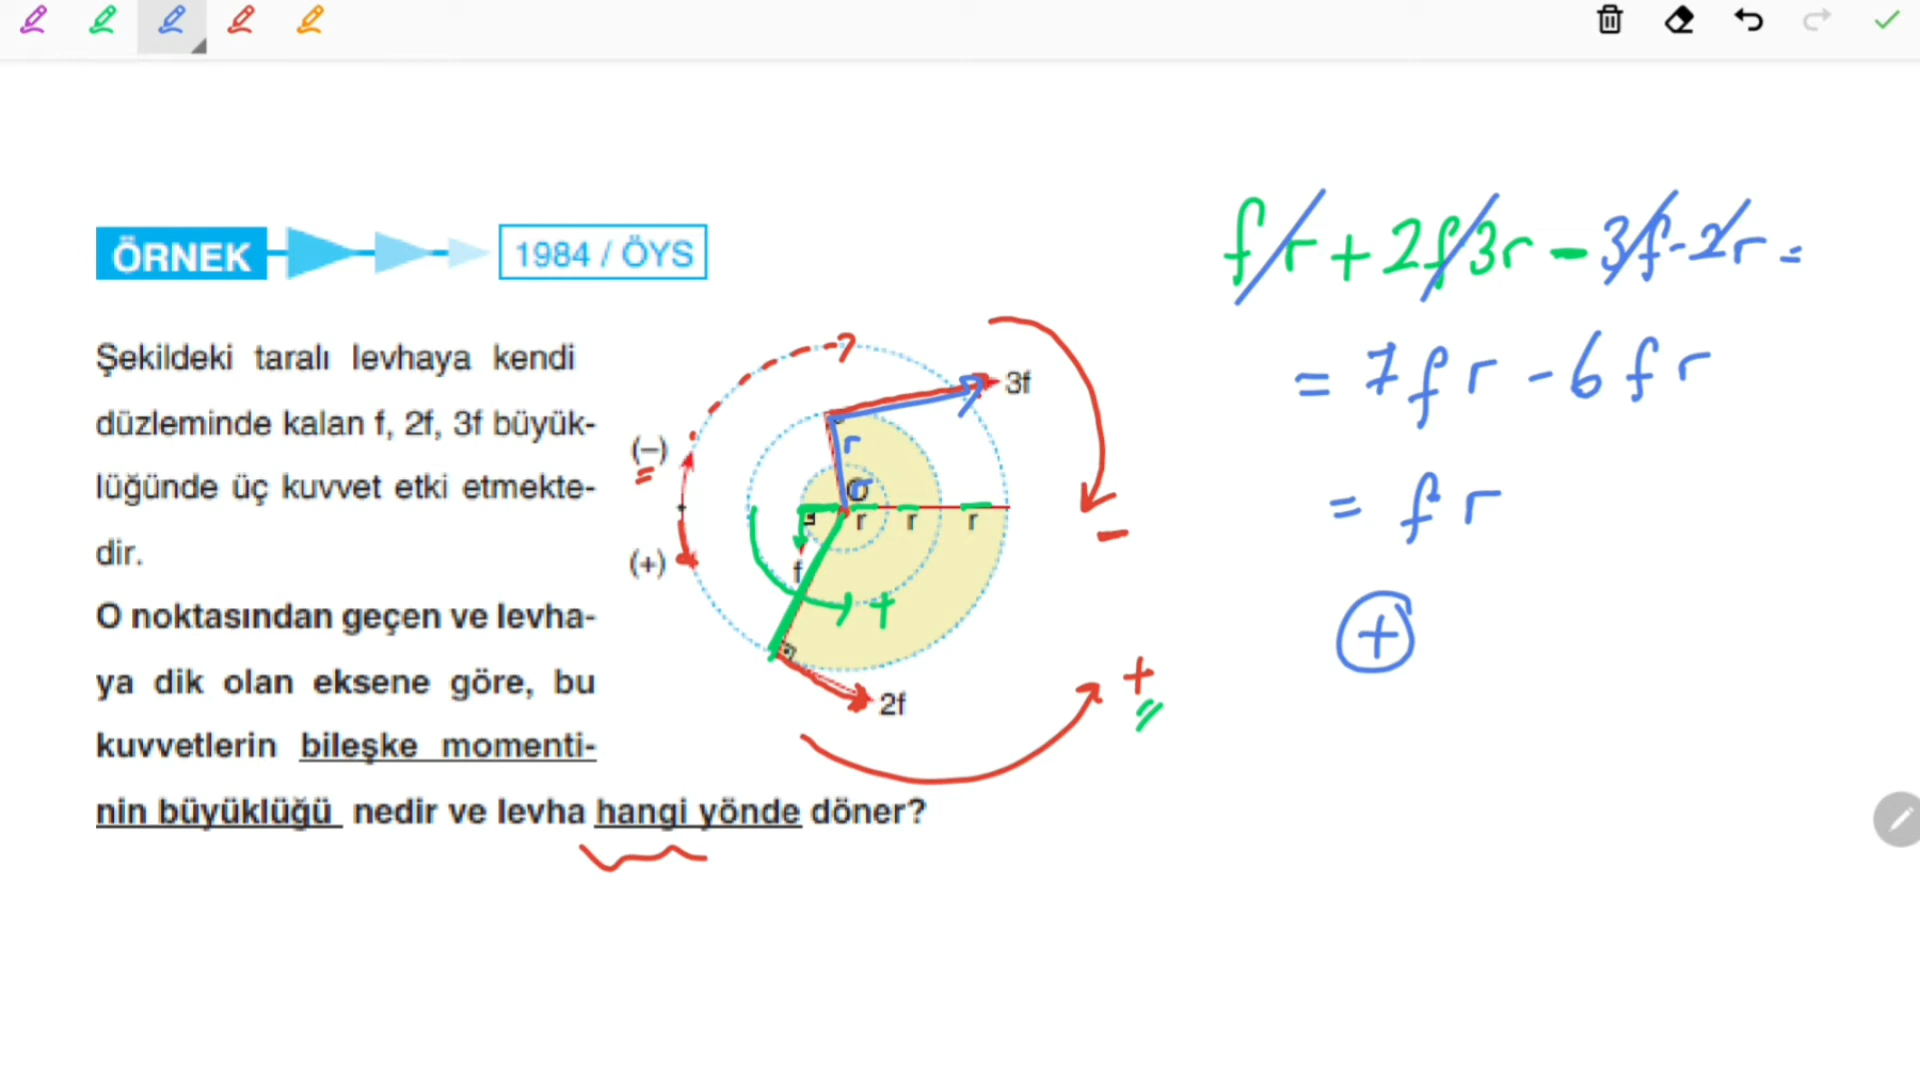 ÖRNEK
1984 / ÖYS
Şekildeki taralı levhaya kendi
düzleminde kalan f, 2f, 3f büyük-
lüğünde üç kuvvet etki etmekte-
dir.
O noktasından geçen ve levha-
ya dik olan eksene göre, bu
kuvvetlerin bileşke momenti-
nin büyüklüğü nedir ve levha hangi yönde döner?
3f
(–)
r
O r
r r r
(+)
f
+
2f
–
+
f r + 2f 3r – 3f - 2r =
= 7fr - 6fr
= fr
+